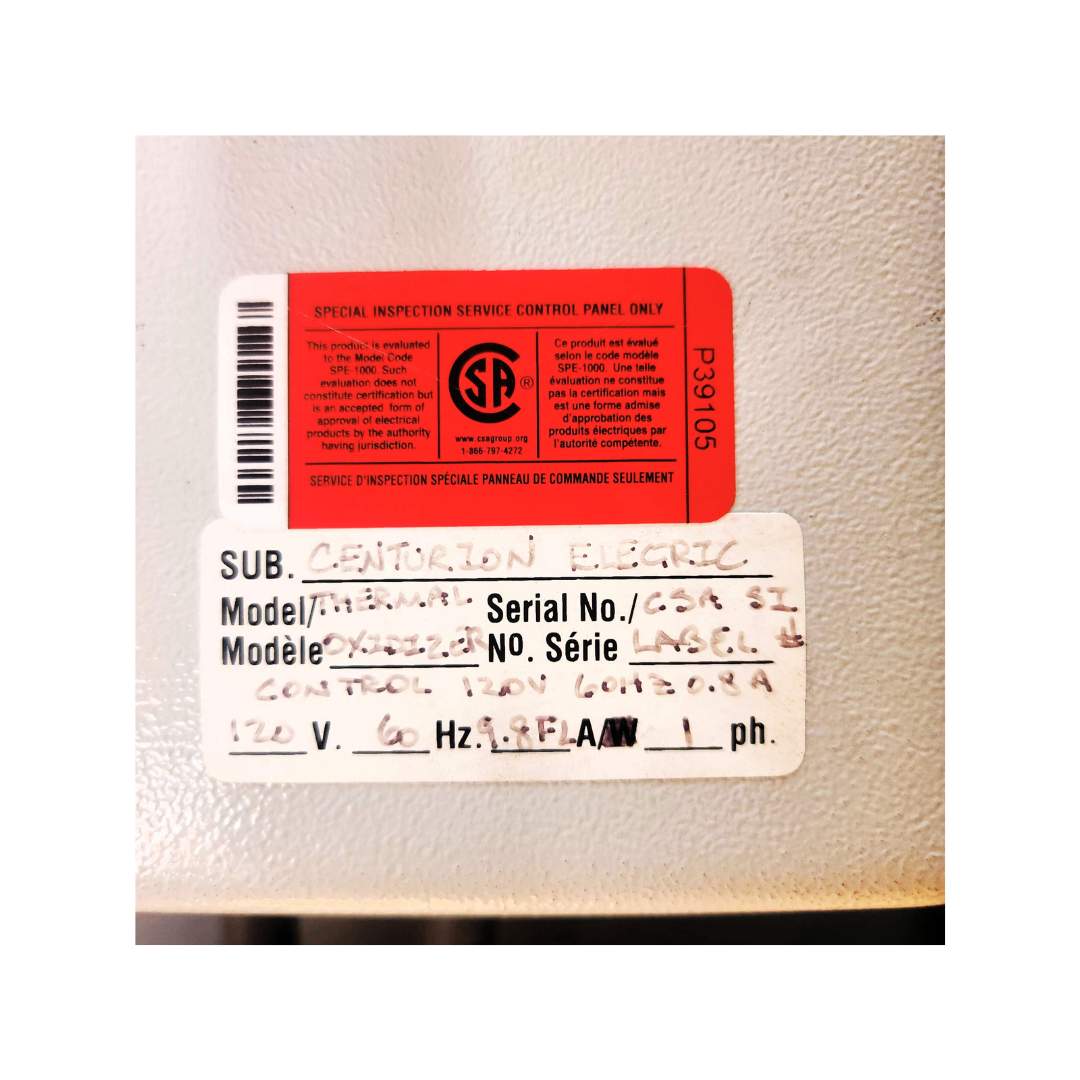 SPECIAL INSPECTION SERVICE CONTROL PANEL ONLY
This product is evaluated
to the Model Code
SPE-1000. Such
evaluation does not
constitute certification but
is an accepted form of
approval of electrical
products by the authority
having jurisdiction.
CSA®
www.csagroup.org
1-866-797-4272
Ce produit est évalué
selon le code modèle
SPE-1000. Une telle
évaluation ne constitue
pas la certification mais
est une forme admise
d'approbation des
produits électriques par
l'autorité compétente.
SERVICE D'INSPECTION SPÉCIALE PANNEAU DE COMMANDE SEULEMENT
P39105
SUB. CENTURION ELECRIC
Model/ THERMAL Serial No./ CSA SI
Modèle OXIDIZER No. Série LABEL #
CONTROL 120V 60HZ 0.8A
120 V. 60 Hz. 9.8FL A/W 1 ph.